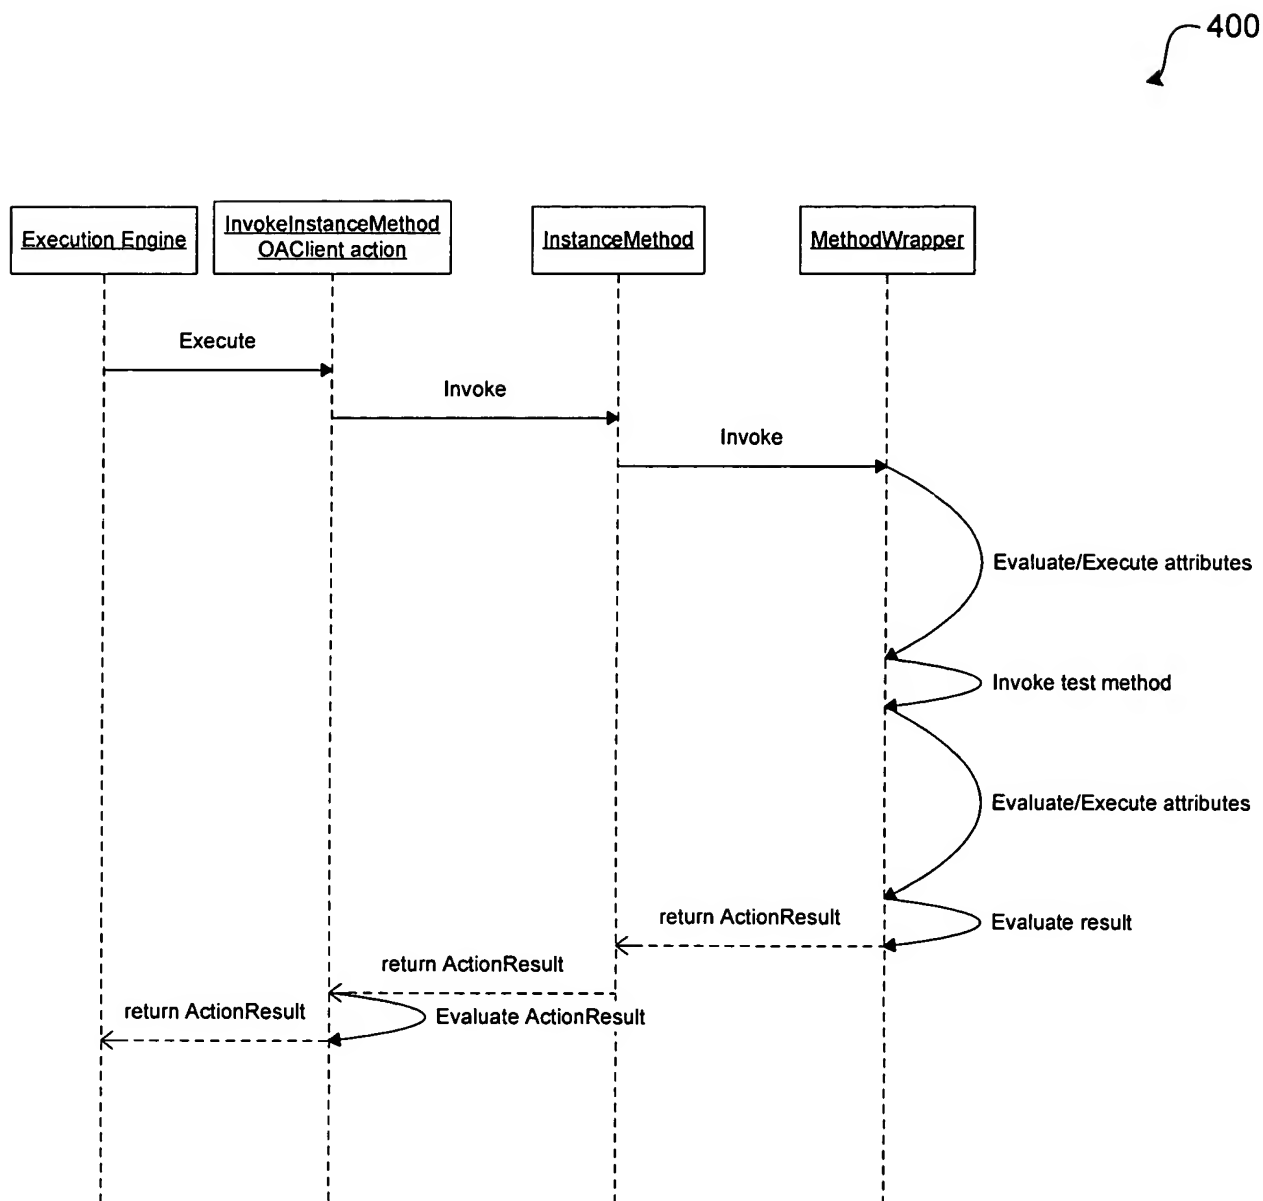 400
Execution Engine
InvokeInstanceMethod
OAClient action
InstanceMethod
MethodWrapper
Execute
Invoke
Invoke
Evaluate/Execute attributes
Invoke test method
Evaluate/Execute attributes
return ActionResult
Evaluate result
return ActionResult
return ActionResult
Evaluate ActionResult